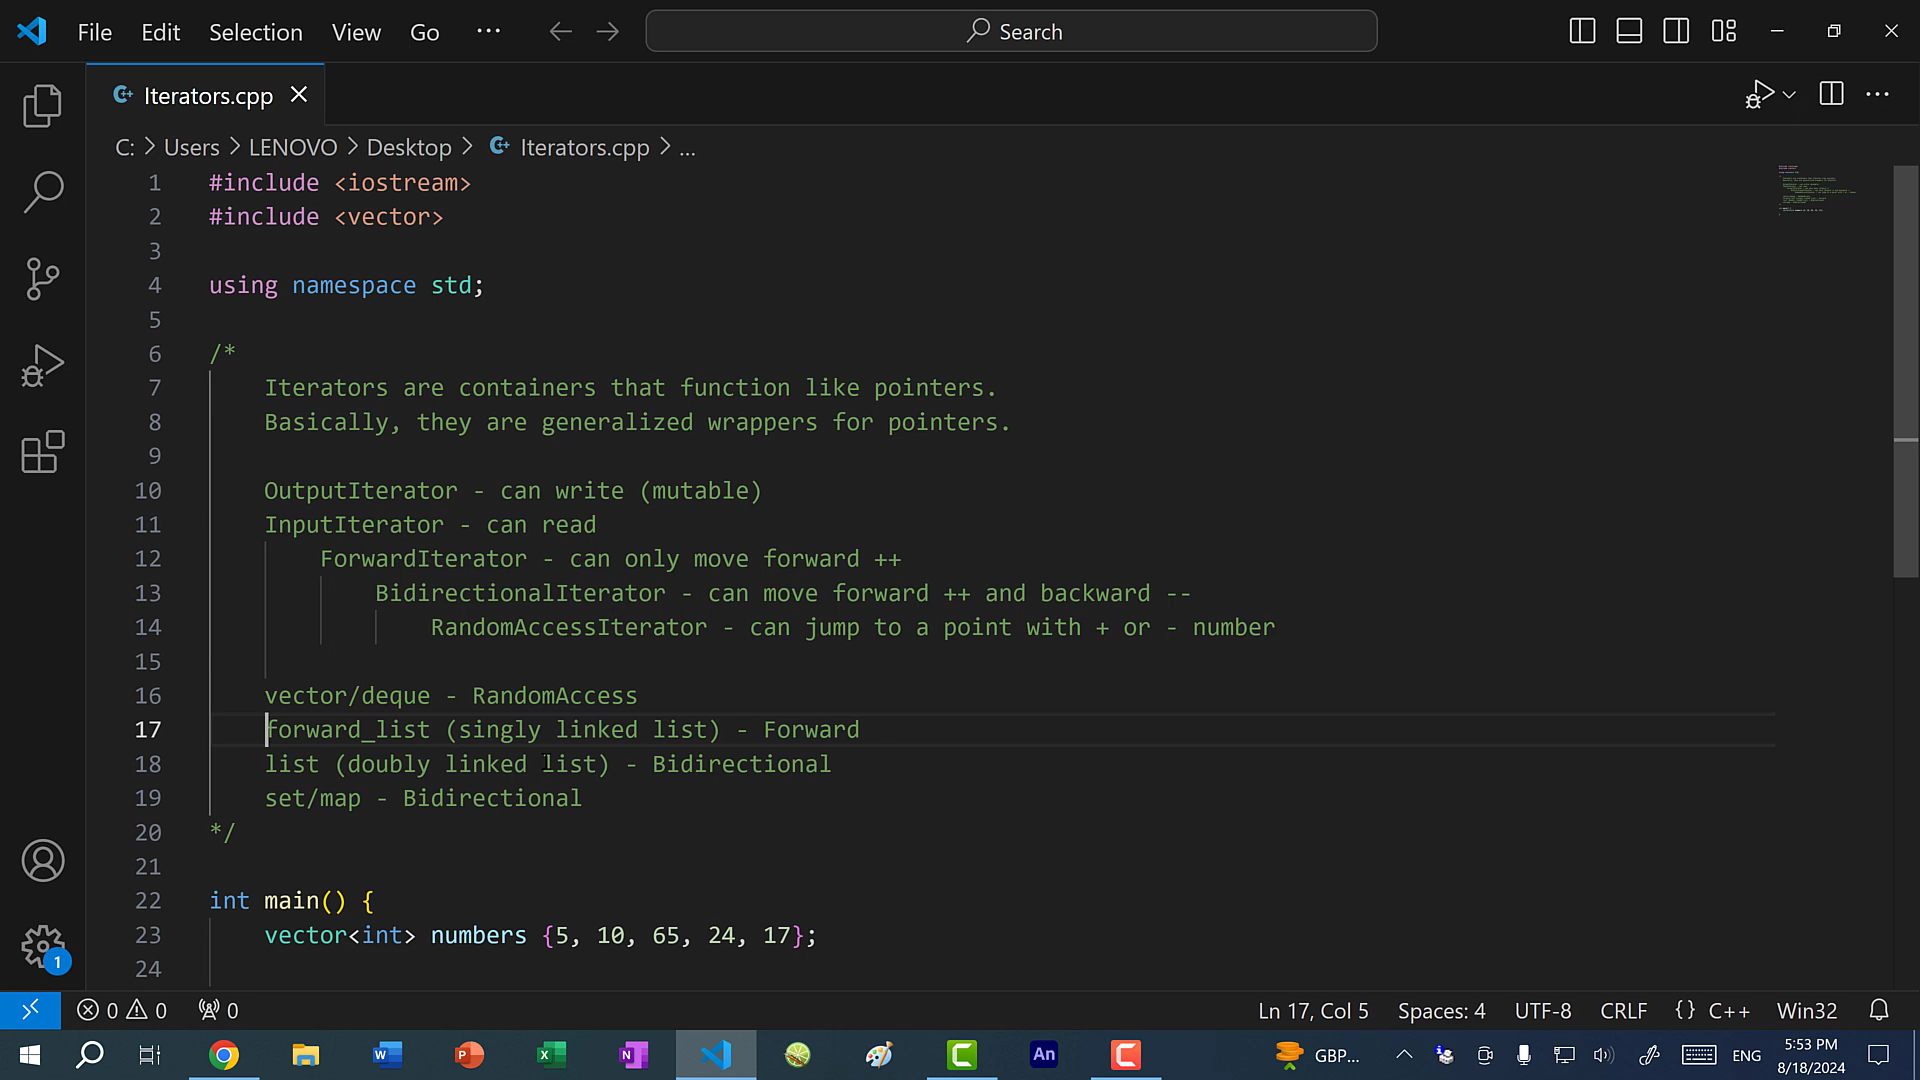 File Edit Selection View Go ··· Search
Iterators.cpp
C: > Users > LENOVO > Desktop > Iterators.cpp > ...
1 #include <iostream>
2 #include <vector>
3
4 using namespace std;
5
6 /*
7 Iterators are containers that function like pointers.
8 Basically, they are generalized wrappers for pointers.
9
10 OutputIterator - can write (mutable)
11 InputIterator - can read
12 ForwardIterator - can only move forward ++
13 BidirectionalIterator - can move forward ++ and backward --
14 RandomAccessIterator - can jump to a point with + or - number
15
16 vector/deque - RandomAccess
17 forward_list (singly linked list) - Forward
18 list (doubly linked list) - Bidirectional
19 set/map - Bidirectional
20 */
21
22 int main() {
23 vector<int> numbers {5, 10, 65, 24, 17};
24
1
0 0 0 Ln 17, Col 5 Spaces: 4 UTF-8 CRLF {} C++ Win32
GBP... ENG 5:53 PM
8/18/2024
An